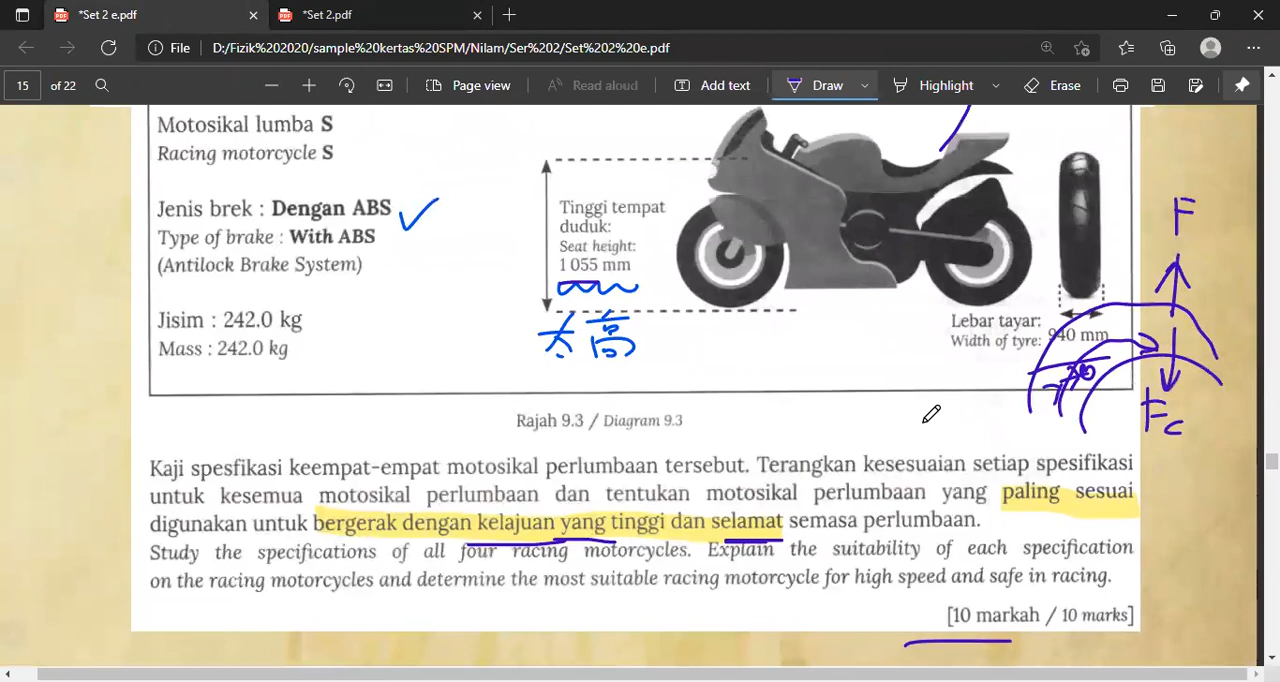 *Set 2 e.pdf
*Set 2.pdf
File D:/Fizik%202020/sample%20kertas%20SPM/Nilam/Ser%202/Set%202%20e.pdf
15 of 22 Page view Read aloud Add text Draw Highlight Erase
Motosikal lumba S
Racing motorcycle S
Jenis brek : Dengan ABS
Type of brake : With ABS
(Antilock Brake System)
Jisim : 242.0 kg
Mass : 242.0 kg
Tinggi tempat
duduk:
Seat height:
1 055 mm
太高
Lebar tayar:
Width of tyre: 940 mm
F
Fc
Rajah 9.3 / Diagram 9.3
Kaji spesfikasi keempat-empat motosikal perlumbaan tersebut. Terangkan kesesuaian setiap spesifikasi
untuk kesemua motosikal perlumbaan dan tentukan motosikal perlumbaan yang paling sesuai
digunakan untuk bergerak dengan kelajuan yang tinggi dan selamat semasa perlumbaan.
Study the specifications of all four racing motorcycles. Explain the suitability of each specification
on the racing motorcycles and determine the most suitable racing motorcycle for high speed and safe in racing.
[10 markah / 10 marks]